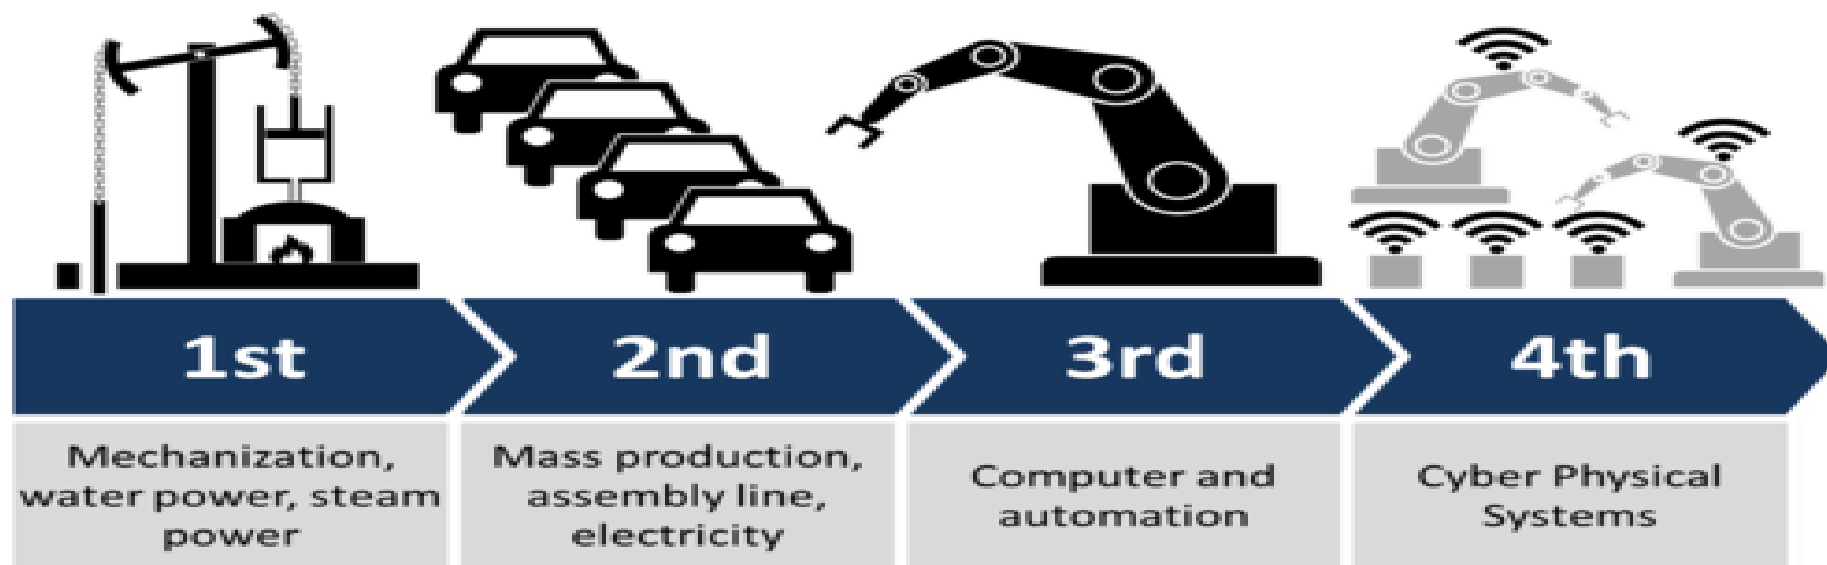 1st
2nd
3rd
4th
Mechanization,
water power, steam
power
Mass production,
assembly line,
electricity
Computer and
automation
Cyber Physical
Systems